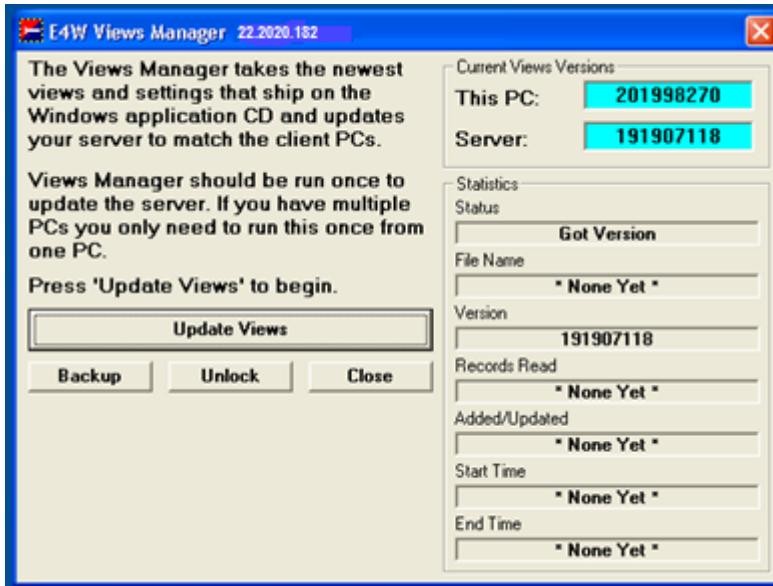 E4W Views Manager 22.2020.182
The Views Manager takes the newest
views and settings that ship on the
Windows application CD and updates
your server to match the client PCs.
Views Manager should be run once to
update the server. If you have multiple
PCs you only need to run this once from
one PC.
Press 'Update Views' to begin.
Update Views
Backup Unlock Close
Current Views Versions
This PC: 201998270
Server: 191907118
Statistics
Status
Got Version
File Name
* None Yet *
Version
191907118
Records Read
* None Yet *
Added/Updated
* None Yet *
Start Time
* None Yet *
End Time
* None Yet *